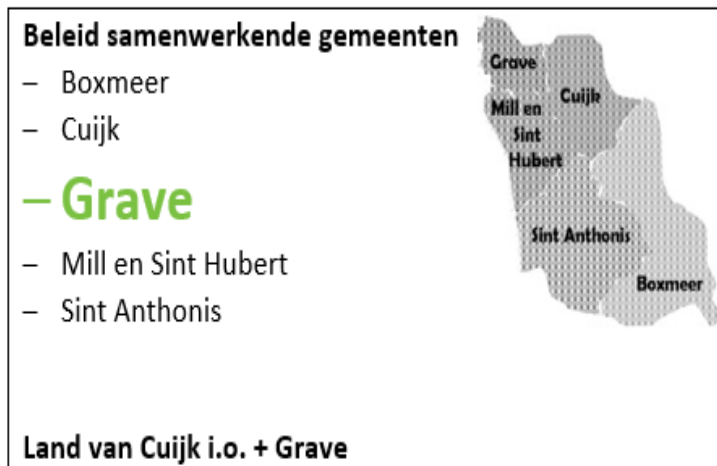 Beleid samenwerkende gemeenten
– Boxmeer
– Cuijk
– Grave
– Mill en Sint Hubert
– Sint Anthonis
Grave
Cuijk
Mill en
Sint
Hubert
Sint Anthonis
Boxmeer
Land van Cuijk i.o. + Grave